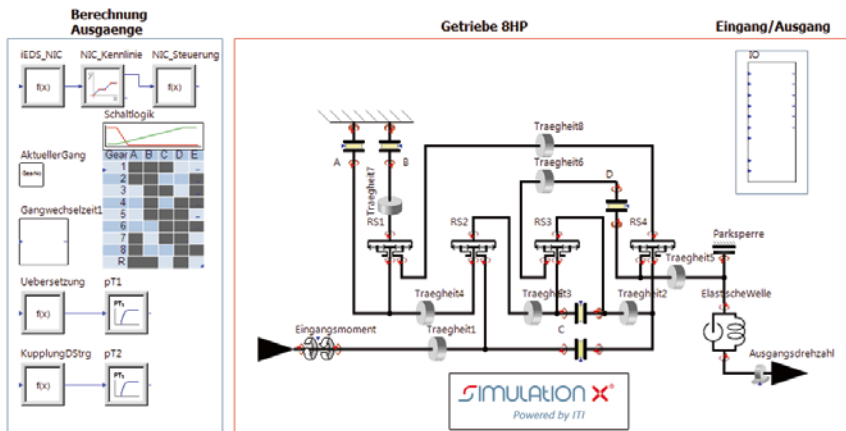 Berechnung
Ausgaenge
Getriebe 8HP
Eingang/Ausgang
iEDS_NIC
NIC_Kennlinie
NIC_Steuerung
f(x)
y
x
f(x)
IO
Schaltlogik
AktuellerGang
GearNo
Gear A B C D E
1
2
3
4
5
6
7
8
R
Gangwechselzeit1
Uebersetzung
pT1
f(x)
PT₁
KupplungDStrg
pT2
f(x)
PT₁
A
B
Traegheit7
Traegheit8
Traegheit6
D
RS1
RS2
RS3
RS4
Parksperre
Traegheit5
Traegheit4
Traegheit3
Traegheit2
ElastischeWelle
Eingangsmoment
Traegheit1
C
Ausgangsdrehzahl
SIMULATION X
Powered by ITI